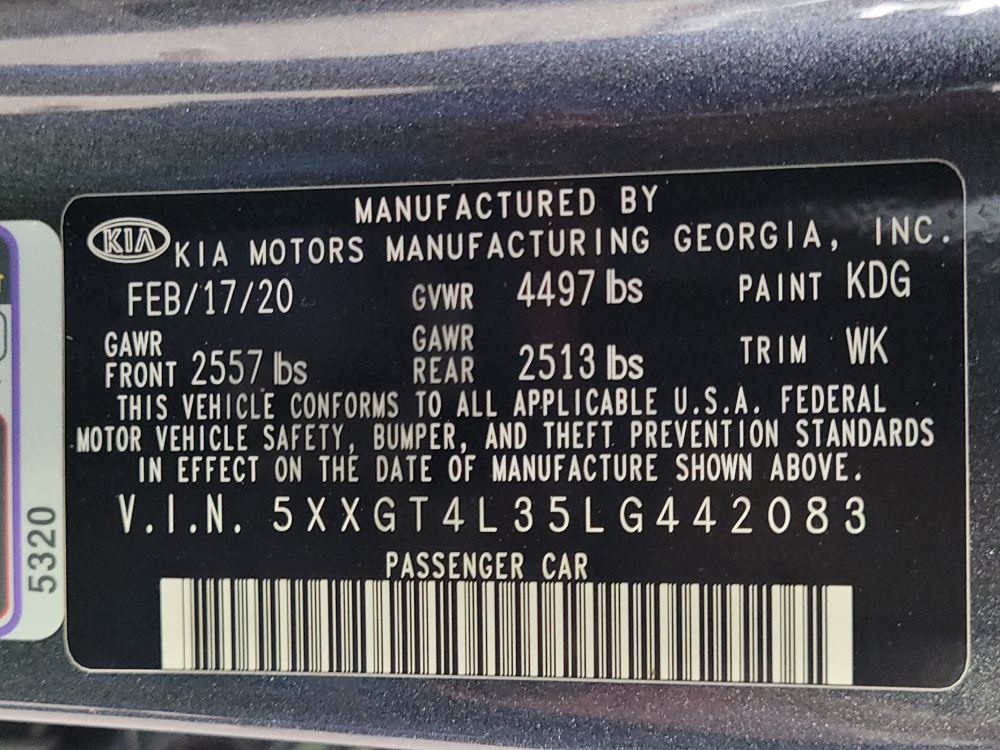 MANUFACTURED BY
KIA KIA MOTORS MANUFACTURING GEORGIA, INC.
FEB/17/20 GVWR 4497 lbs PAINT KDG
GAWR FRONT 2557 lbs GAWR REAR 2513 lbs TRIM WK
THIS VEHICLE CONFORMS TO ALL APPLICABLE U.S.A. FEDERAL
MOTOR VEHICLE SAFETY, BUMPER, AND THEFT PREVENTION STANDARDS
IN EFFECT ON THE DATE OF MANUFACTURE SHOWN ABOVE.
V.I.N. 5XXGT4L35LG442083
PASSENGER CAR
5320